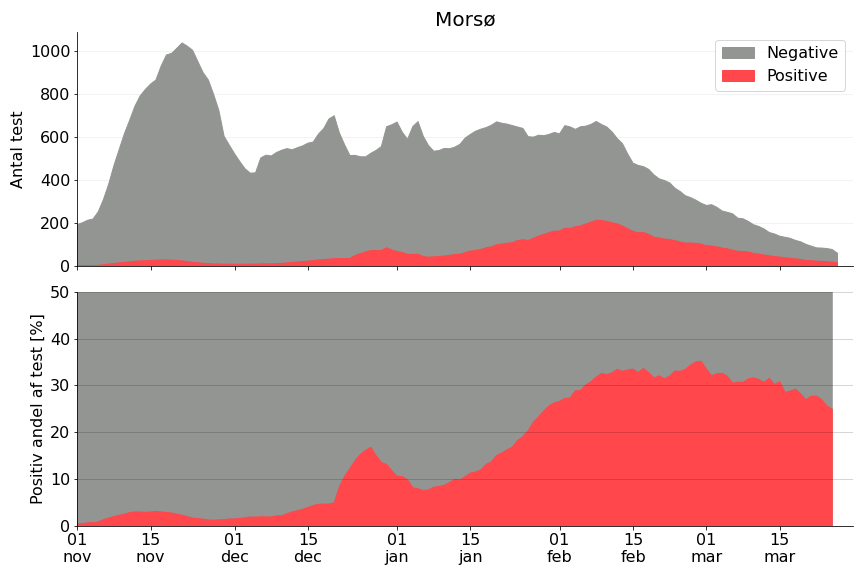 Morsø
Antal test
1000
800
600
400
200
0
Negative
Positive
Positiv andel af test [%]
50
40
30
20
10
0
01 15 01 15 01 15 01 15 01 15
nov nov dec dec jan jan feb feb mar mar